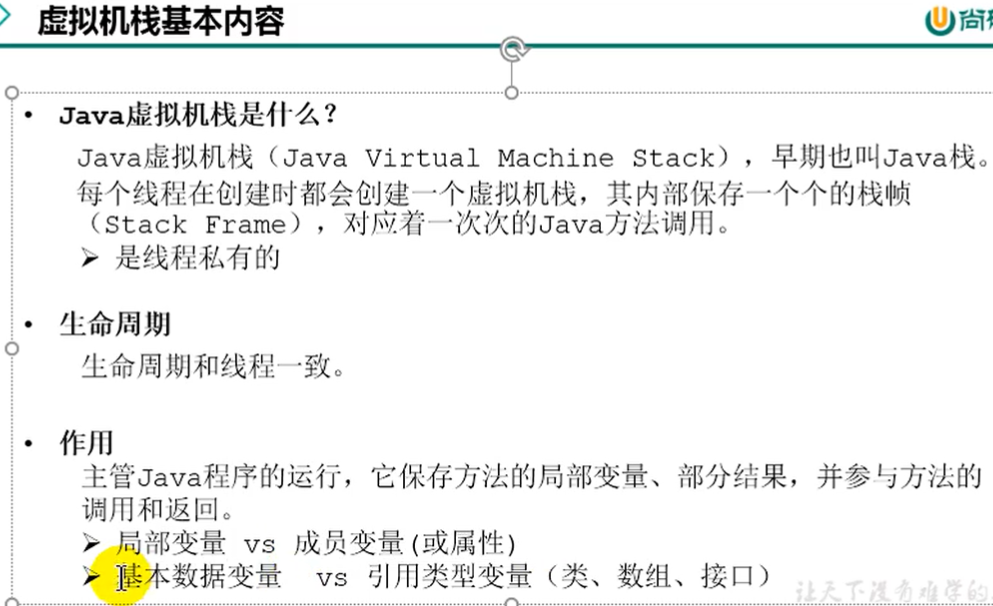 虚拟机栈基本内容
• Java虚拟机栈是什么？
Java虚拟机栈（Java Virtual Machine Stack），早期也叫Java栈。
每个线程在创建时都会创建一个虚拟机栈，其内部保存一个个的栈帧
（Stack Frame），对应着一次次的Java方法调用。
➢ 是线程私有的
• 生命周期
生命周期和线程一致。
• 作用
主管Java程序的运行，它保存方法的局部变量、部分结果，并参与方法的
调用和返回。
➢ 局部变量 vs 成员变量(或属性)
➢ 基本数据变量 vs 引用类型变量（类、数组、接口）
让天下没有难学的